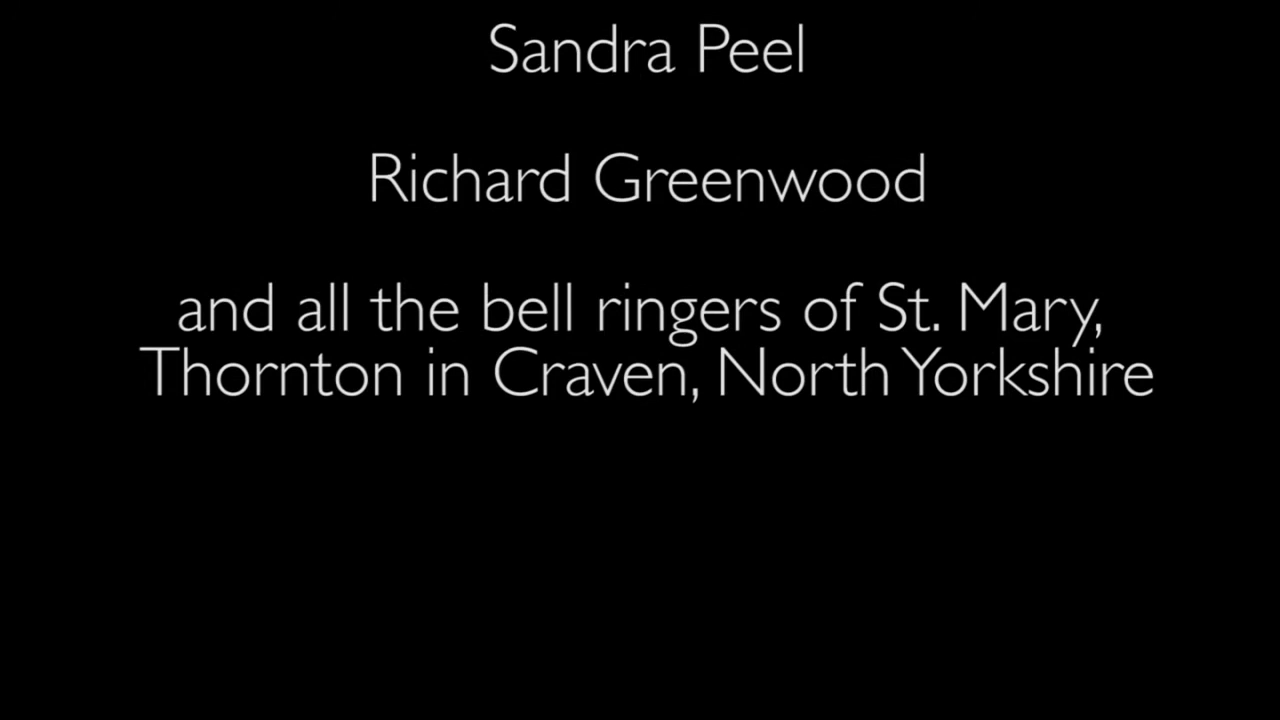 Sandra Peel
Richard Greenwood
and all the bell ringers of St. Mary,
Thornton in Craven, North Yorkshire